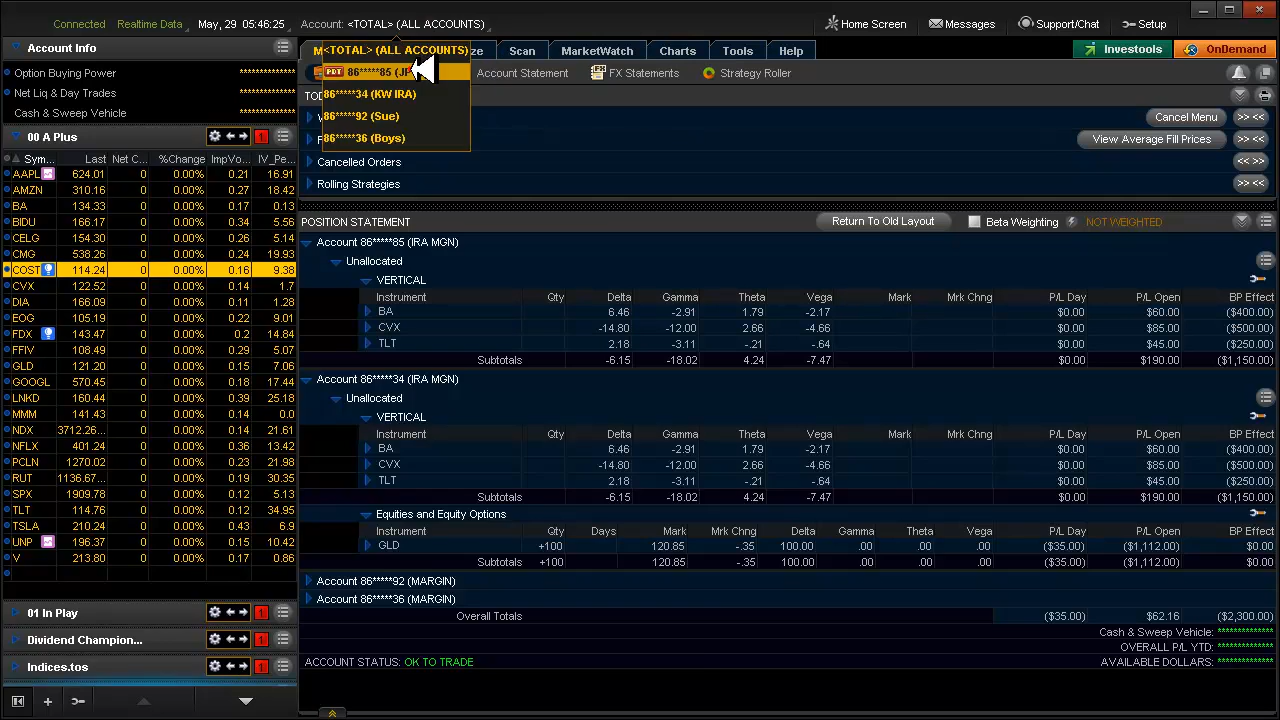 Connected Realtime Data May, 29 05:46:25 Account: <TOTAL> (ALL ACCOUNTS) Home Screen Messages Support/Chat Setup
Account Info
Option Buying Power **************
Net Liq & Day Trades **************
Cash & Sweep Vehicle **************
00 A Plus 1
Sym... Last Net C... %Change ImpVo... IV_Pe...
AAPL 624.01 0 0.00% 0.21 16.91
AMZN 310.16 0 0.00% 0.27 18.42
BA 134.33 0 0.00% 0.17 0.13
BIDU 166.17 0 0.00% 0.34 5.56
CELG 154.30 0 0.00% 0.26 5.14
CMG 538.26 0 0.00% 0.24 19.93
COST 114.24 0 0.00% 0.16 9.38
CVX 122.52 0 0.00% 0.14 1.7
DIA 166.09 0 0.00% 0.11 1.28
EOG 105.19 0 0.00% 0.22 9.01
FDX 143.47 0 0.00% 0.2 14.84
FFIV 108.49 0 0.00% 0.29 5.07
GLD 121.20 0 0.00% 0.15 7.06
GOOGL 570.45 0 0.00% 0.18 17.44
LNKD 160.44 0 0.00% 0.39 25.18
MMM 141.43 0 0.00% 0.14 0.0
NDX 3712.26... 0 0.00% 0.14 21.61
NFLX 401.24 0 0.00% 0.36 13.42
PCLN 1270.02 0 0.00% 0.23 21.98
RUT 1136.67... 0 0.00% 0.19 30.35
SPX 1909.78 0 0.00% 0.12 5.13
TLT 114.76 0 0.00% 0.12 34.95
TSLA 210.24 0 0.00% 0.43 6.9
UNP 196.37 0 0.00% 0.15 10.42
V 213.80 0 0.00% 0.17 0.86
01 In Play 1
Dividend Champion... 1
Indices.tos 1
M ze Scan MarketWatch Charts Tools Help Investools OnDemand
<TOTAL> (ALL ACCOUNTS)
PDT 86*****85 (JP
86*****34 (KW IRA)
86*****92 (Sue)
86*****36 (Boys)
Account Statement FX Statements Strategy Roller
TOD
W Cancel Menu >> <<
F View Average Fill Prices >> <<
Cancelled Orders << >>
Rolling Strategies >> <<
POSITION STATEMENT Return To Old Layout Beta Weighting NOT WEIGHTED
Account 86*****85 (IRA MGN)
Unallocated
VERTICAL
Instrument Qty Delta Gamma Theta Vega Mark Mrk Chng P/L Day P/L Open BP Effect
BA 6.46 -2.91 1.79 -2.17 $0.00 $60.00 ($400.00)
CVX -14.80 -12.00 2.66 -4.66 $0.00 $85.00 ($500.00)
TLT 2.18 -3.11 -.21 -.64 $0.00 $45.00 ($250.00)
Subtotals -6.15 -18.02 4.24 -7.47 $0.00 $190.00 ($1,150.00)
Account 86*****34 (IRA MGN)
Unallocated
VERTICAL
Instrument Qty Delta Gamma Theta Vega Mark Mrk Chng P/L Day P/L Open BP Effect
BA 6.46 -2.91 1.79 -2.17 $0.00 $60.00 ($400.00)
CVX -14.80 -12.00 2.66 -4.66 $0.00 $85.00 ($500.00)
TLT 2.18 -3.11 -.21 -.64 $0.00 $45.00 ($250.00)
Subtotals -6.15 -18.02 4.24 -7.47 $0.00 $190.00 ($1,150.00)
Equities and Equity Options
Instrument Qty Days Mark Mrk Chng Delta Gamma Theta Vega P/L Day P/L Open BP Effect
GLD +100 120.85 -.35 100.00 .00 .00 .00 ($35.00) ($1,112.00) $0.00
Subtotals +100 120.85 -.35 100.00 .00 .00 .00 ($35.00) ($1,112.00) $0.00
Account 86*****92 (MARGIN)
Account 86*****36 (MARGIN)
Overall Totals ($35.00) $62.16 ($2,300.00)
Cash & Sweep Vehicle: **************
OVERALL P/L YTD: **************
ACCOUNT STATUS: OK TO TRADE AVAILABLE DOLLARS: **************